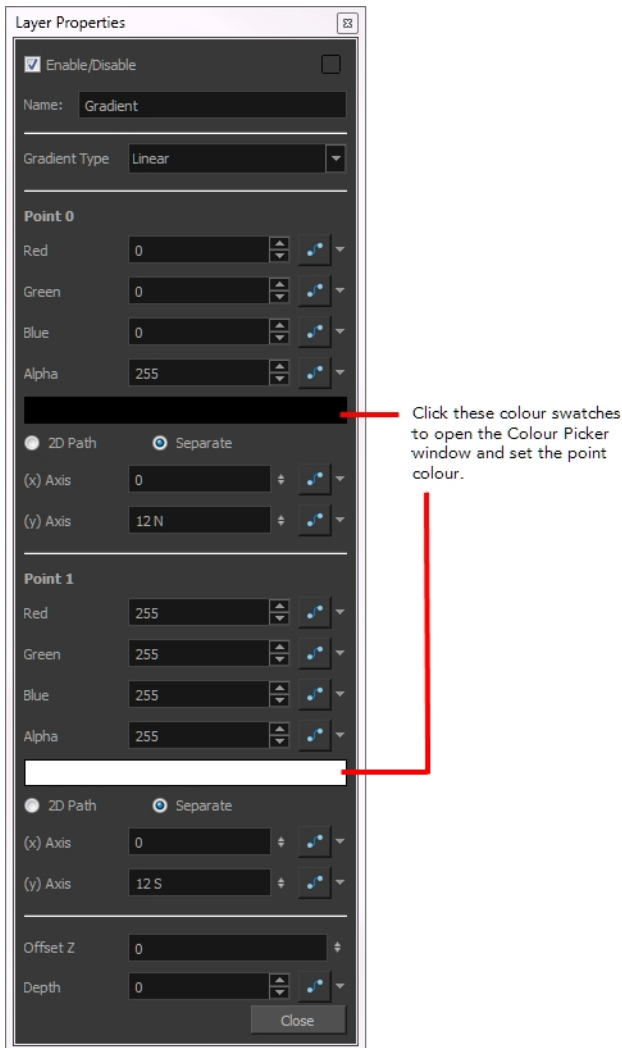 Layer Properties
Enable/Disable
Name: Gradient
Gradient Type Linear
Point 0
Red 0
Green 0
Blue 0
Alpha 255
2D Path Separate
(x) Axis 0
(y) Axis 12 N
Point 1
Red 255
Green 255
Blue 255
Alpha 255
2D Path Separate
(x) Axis 0
(y) Axis 12 S
Offset Z 0
Depth 0
Close
Click these colour swatches
to open the Colour Picker
window and set the point
colour.